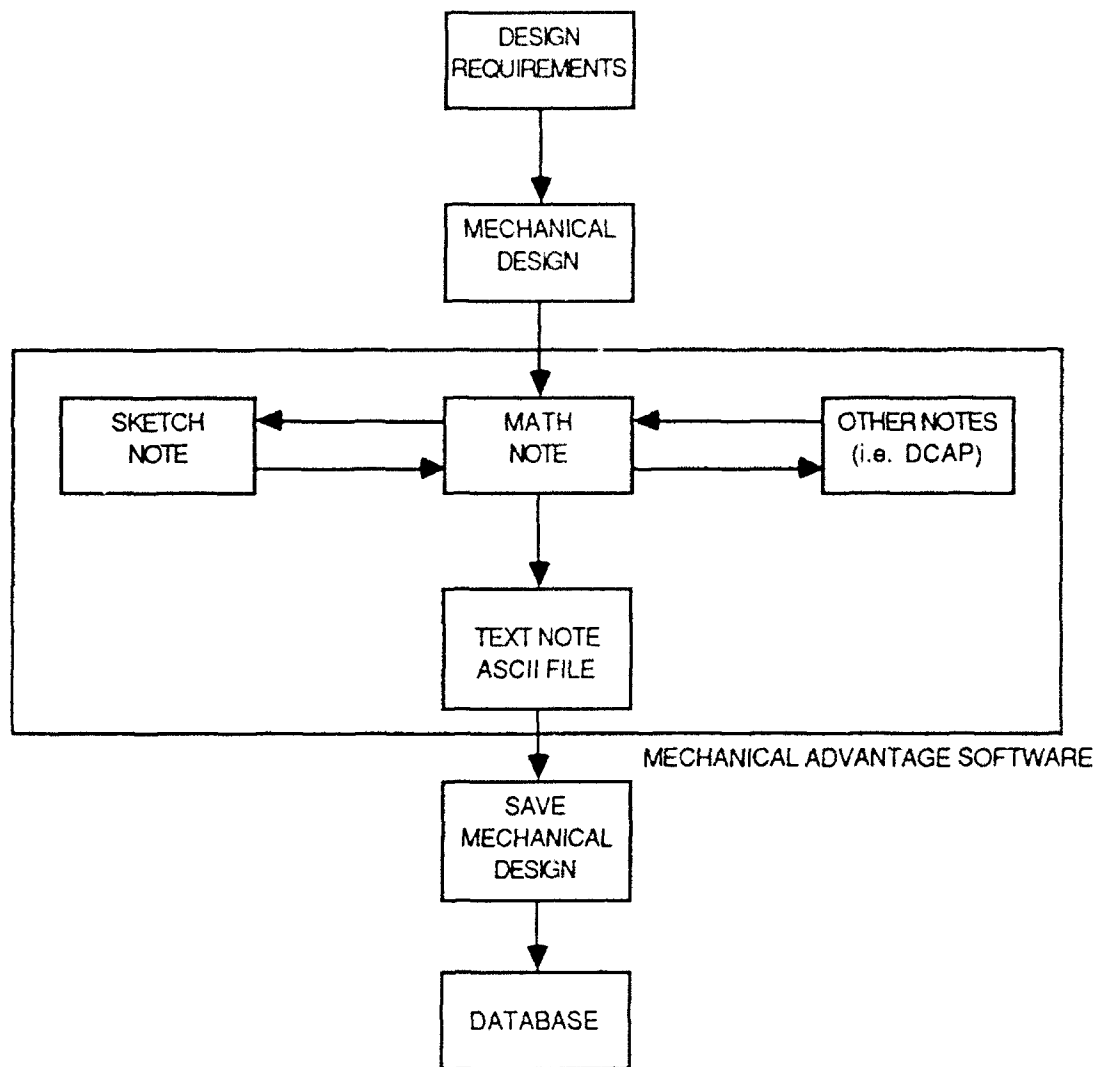 DESIGN
REQUIREMENTS
MECHANICAL
DESIGN
SKETCH
NOTE
MATH
NOTE
OTHER NOTES
(i.e. DCAP)
TEXT NOTE
ASCII FILE
MECHANICAL ADVANTAGE SOFTWARE
SAVE
MECHANICAL
DESIGN
DATABASE